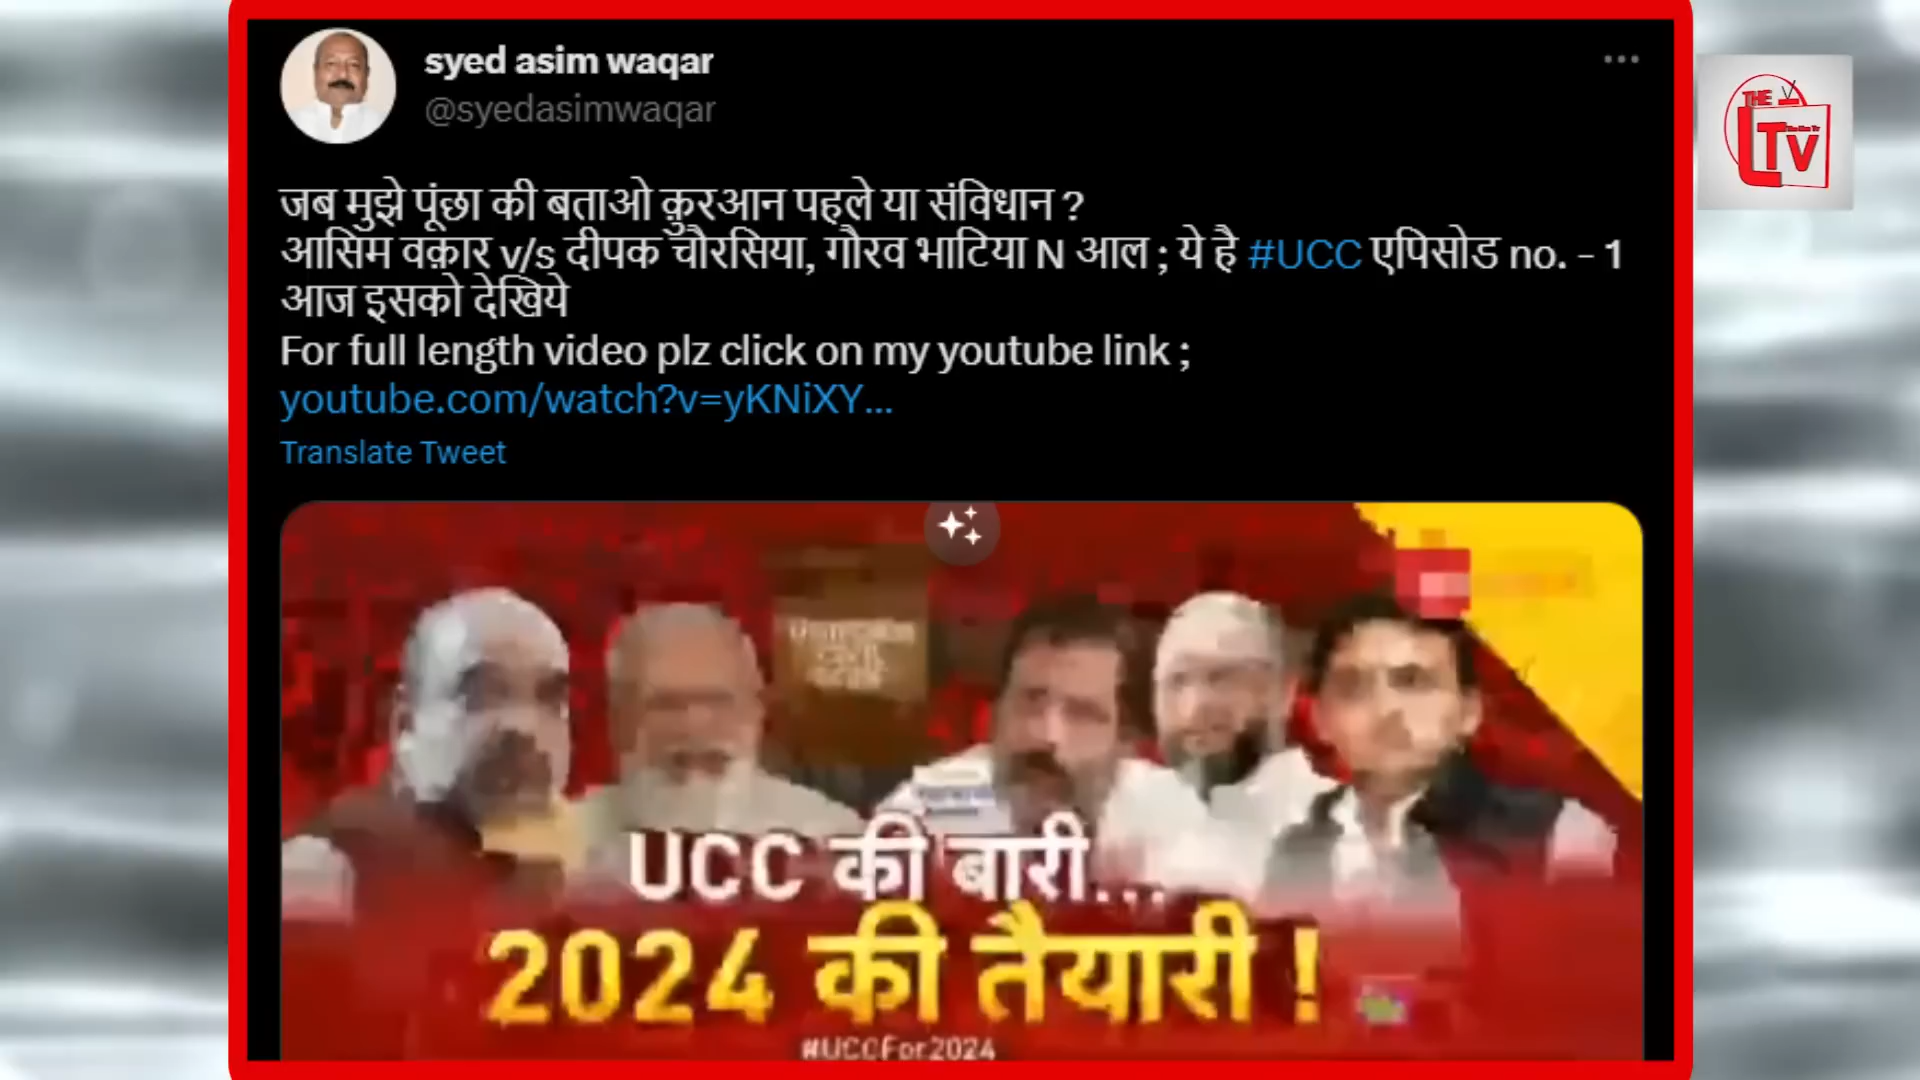 syed asim waqar
@syedasimwaqar
जब मुझे पूंछा की बताओ क़ुरआन पहले या संविधान ?
आसिम वक़ार v/s दीपक चौरसिया, गौरव भाटिया N आल ; ये है #UCC एपिसोड no. - 1
आज इसको देखिये
For full length video plz click on my youtube link ;
youtube.com/watch?v=yKNiXY...
Translate Tweet
UCC की बारी...
2024 की तैयारी !
#UCCFor2024
THE
LTV